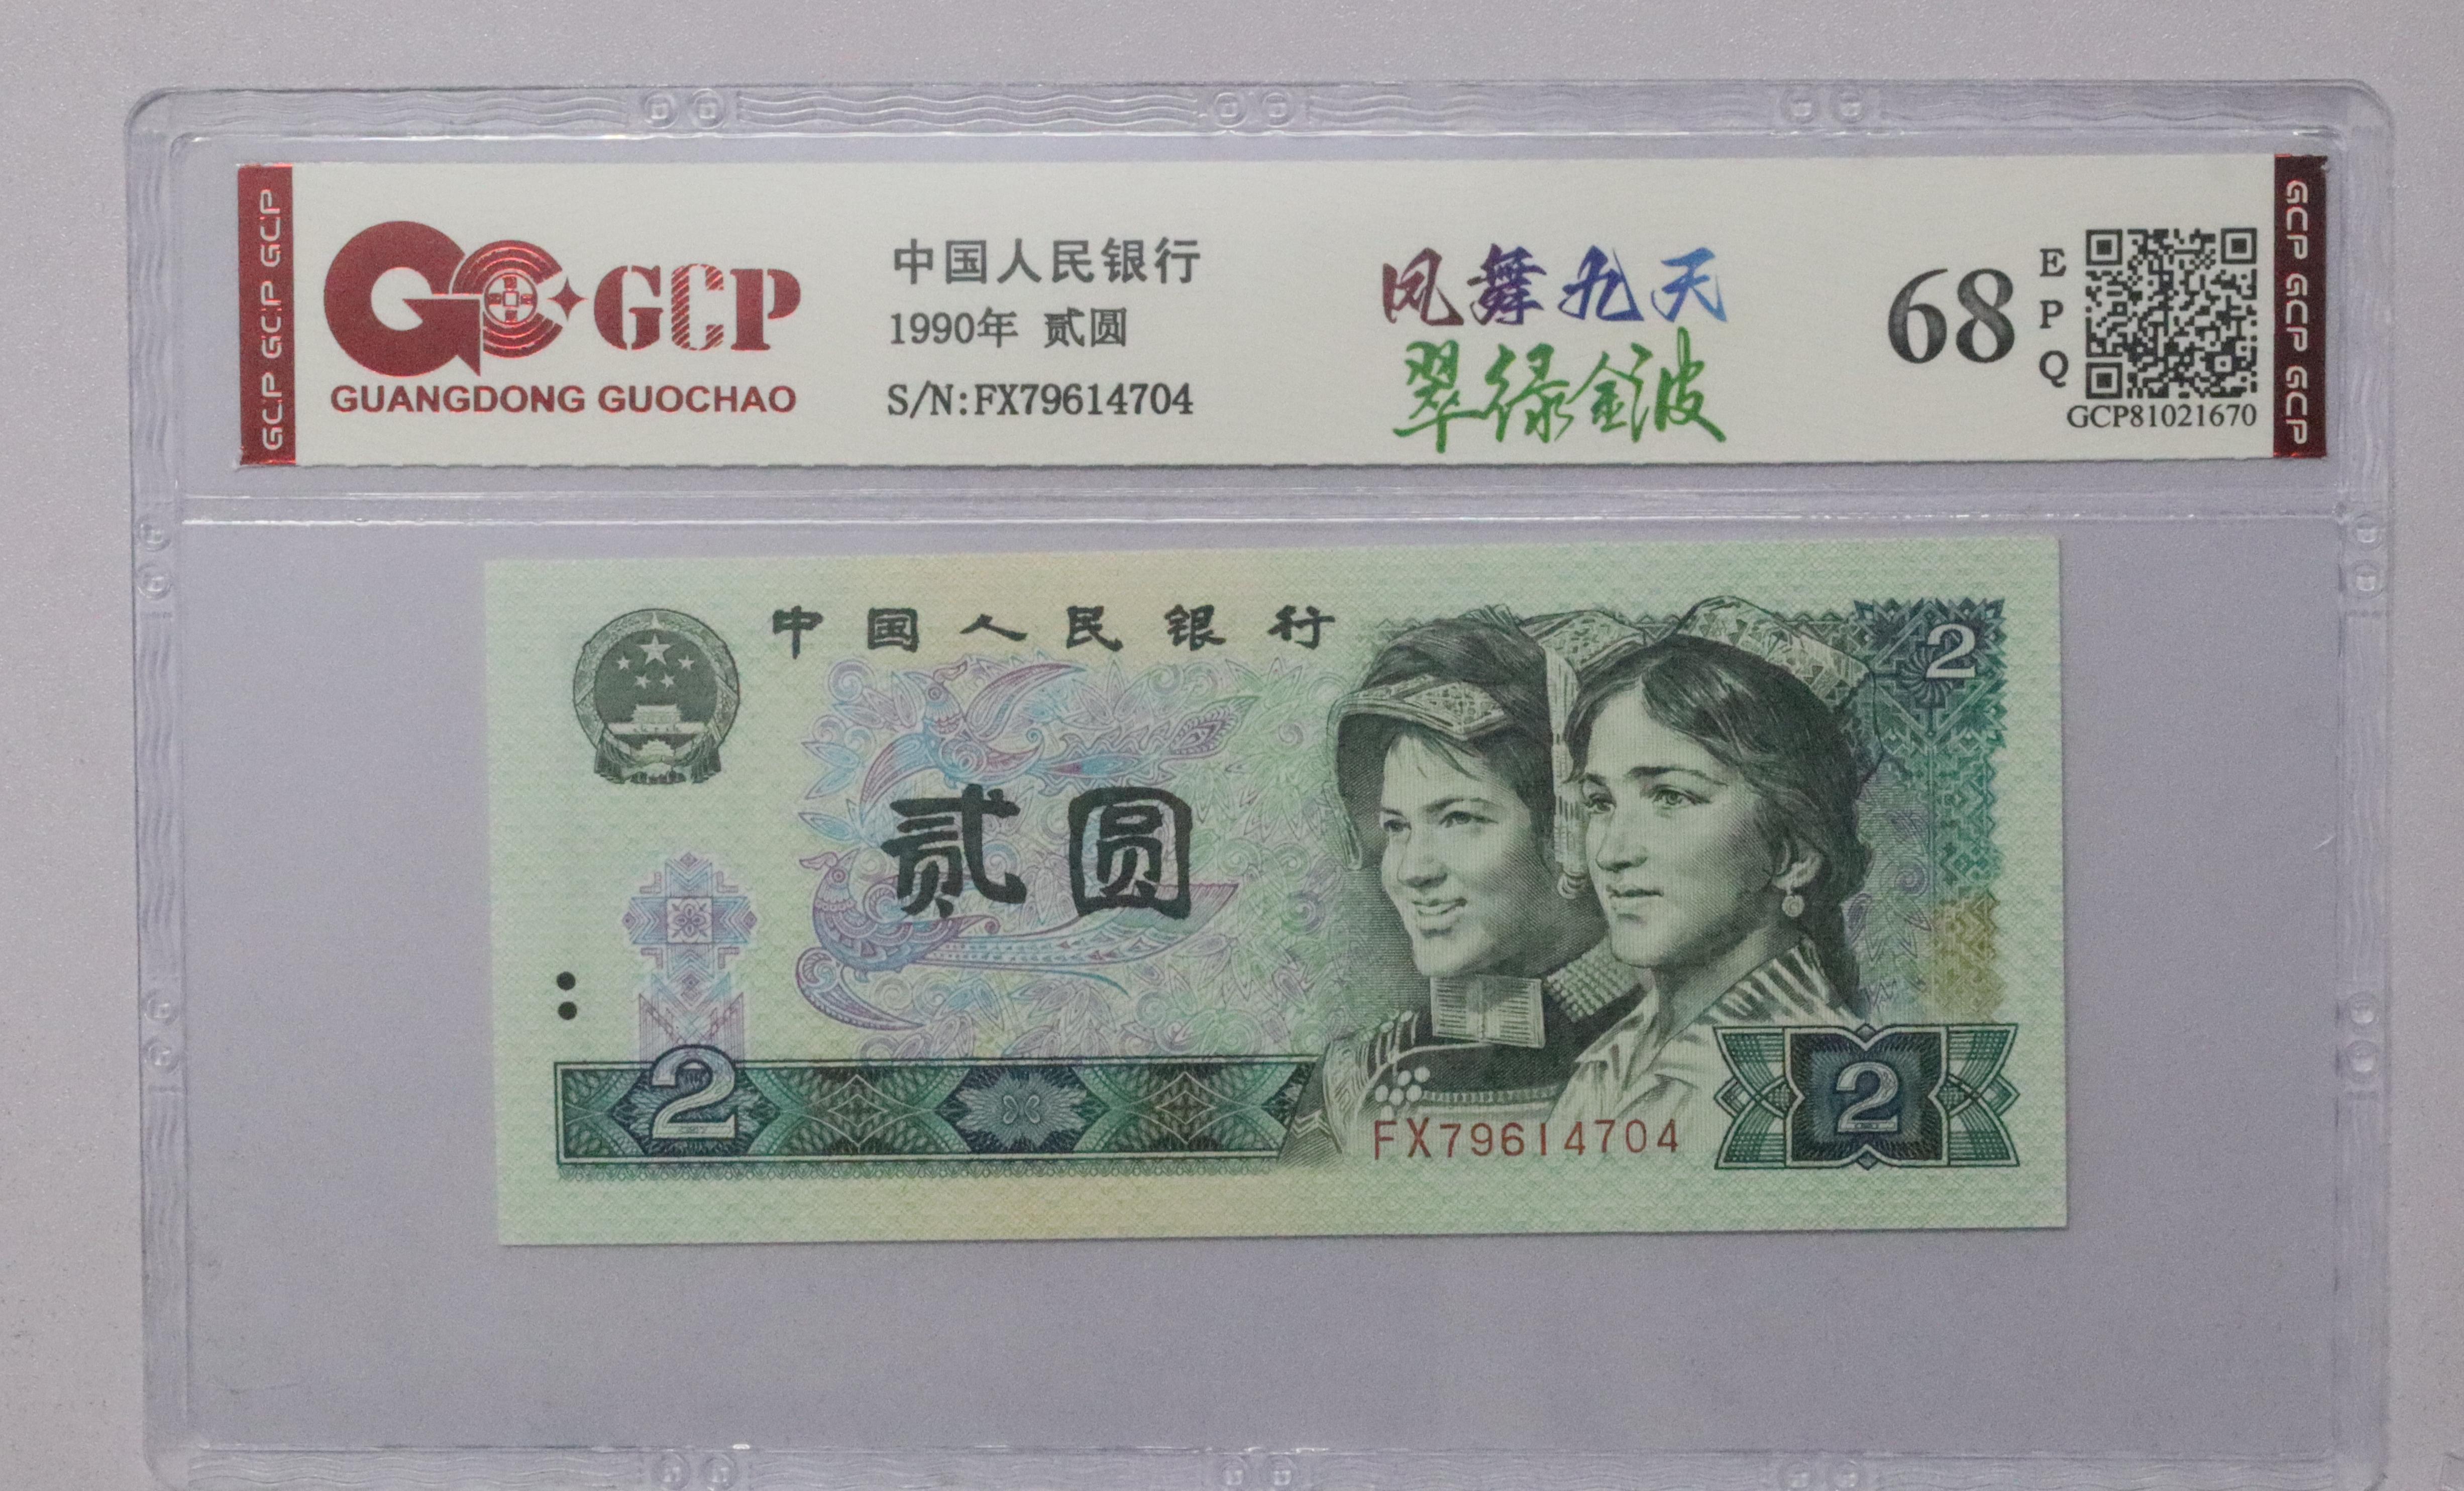 GCP GCP GCP
GCP
GUANGDONG GUOCHAO
中国人民银行
1990年 贰圆
S/N:FX79614704
凤舞九天
翠绿金波
68
E
P
Q
GCP81021670
GCP GCP GCP
中国人民银行
2
贰圆
2
FX79614704
2